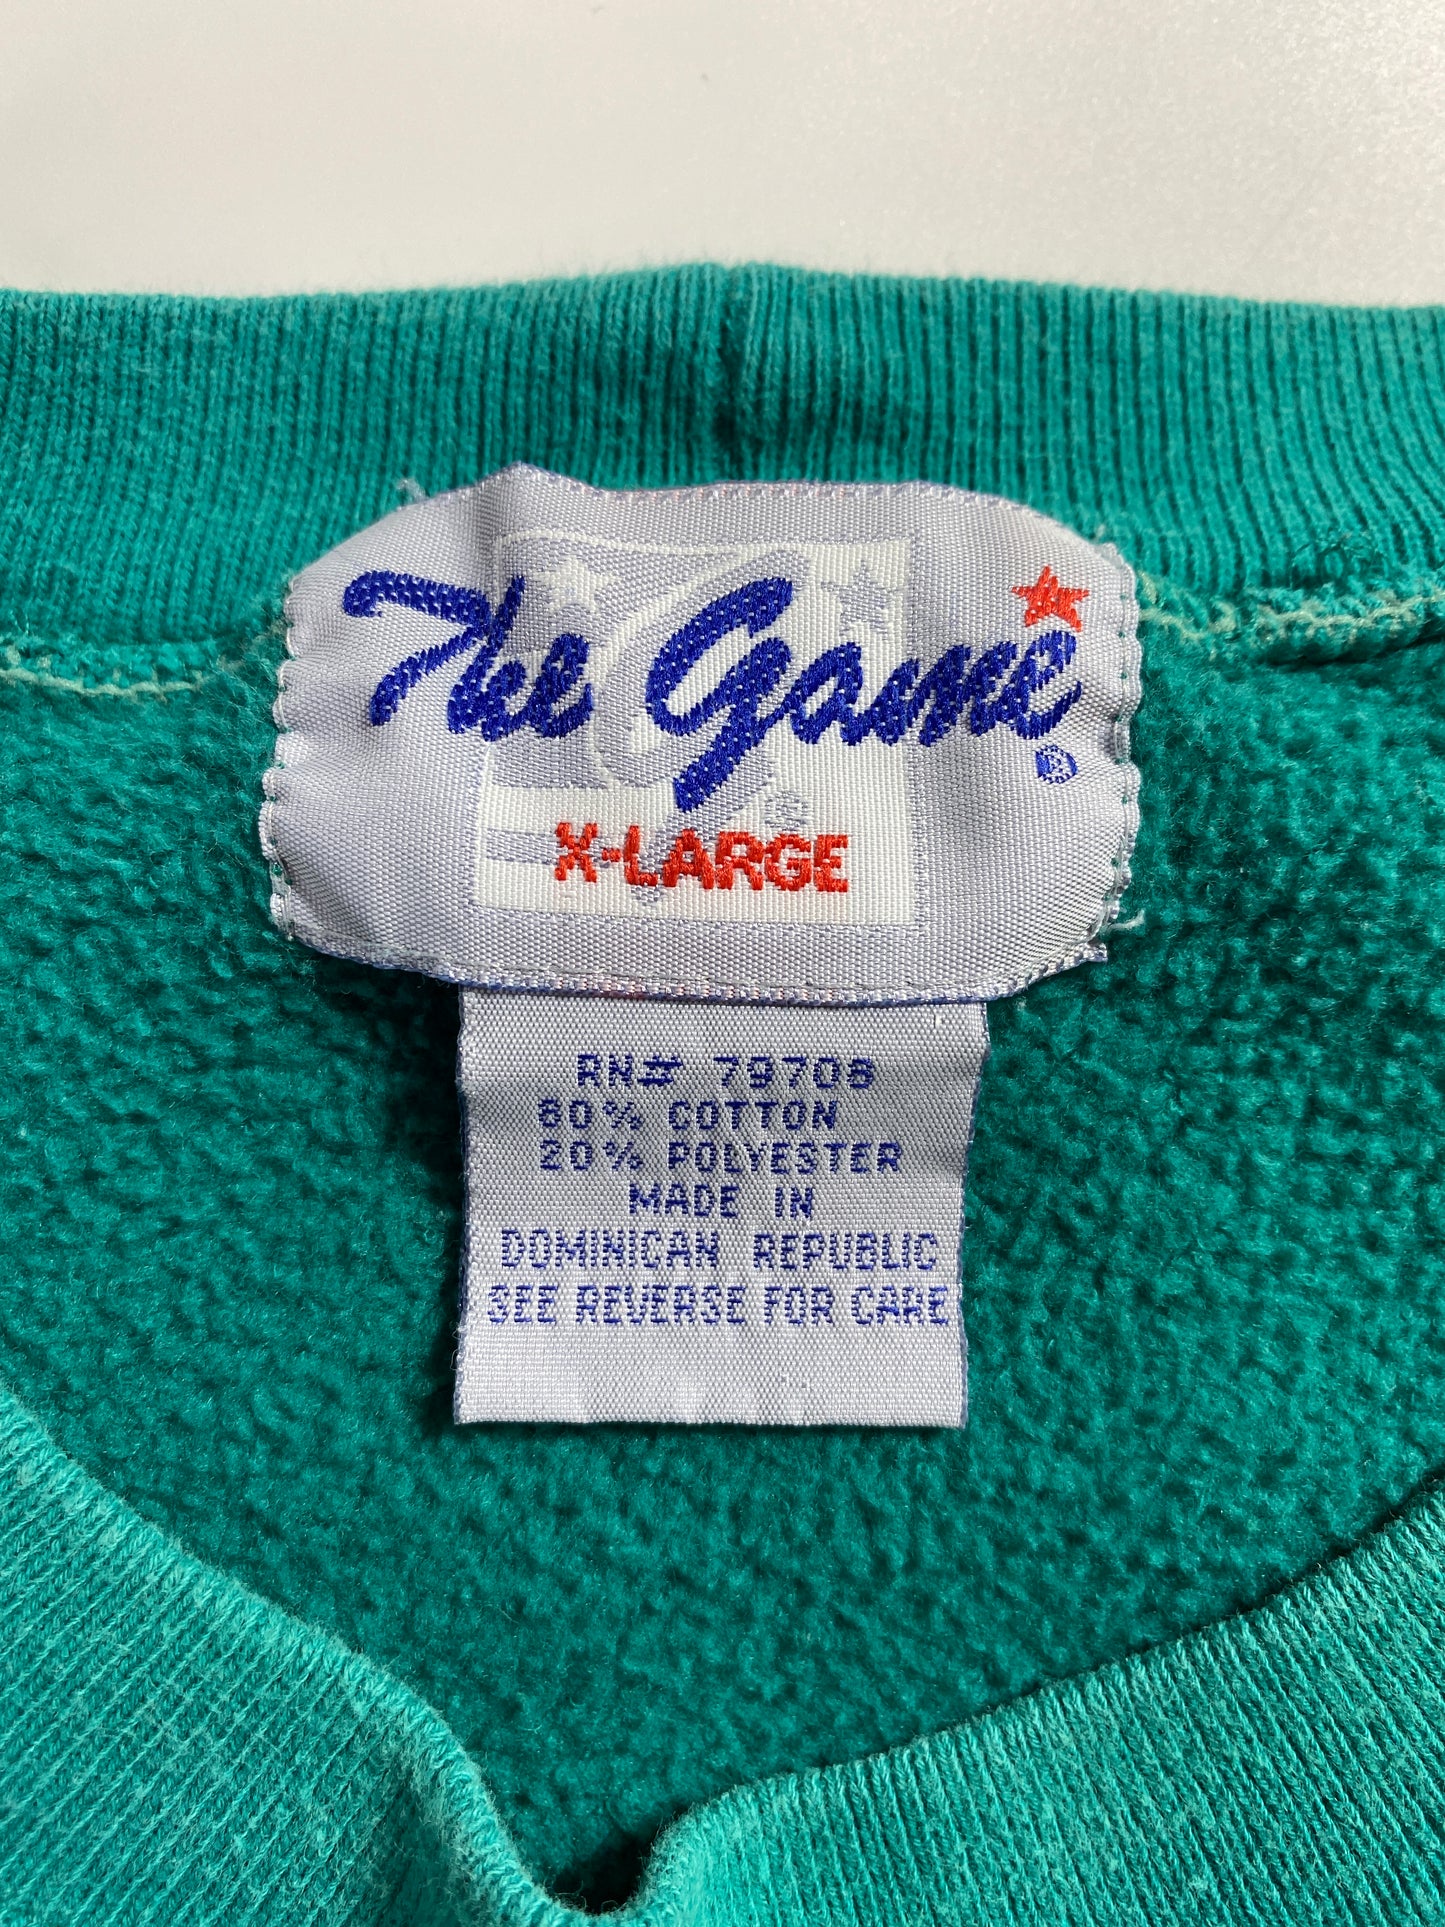 The Game
®
X-LARGE
RN# 79708
80% COTTON
20% POLYESTER
MADE IN
DOMINICAN REPUBLIC
SEE REVERSE FOR CARE